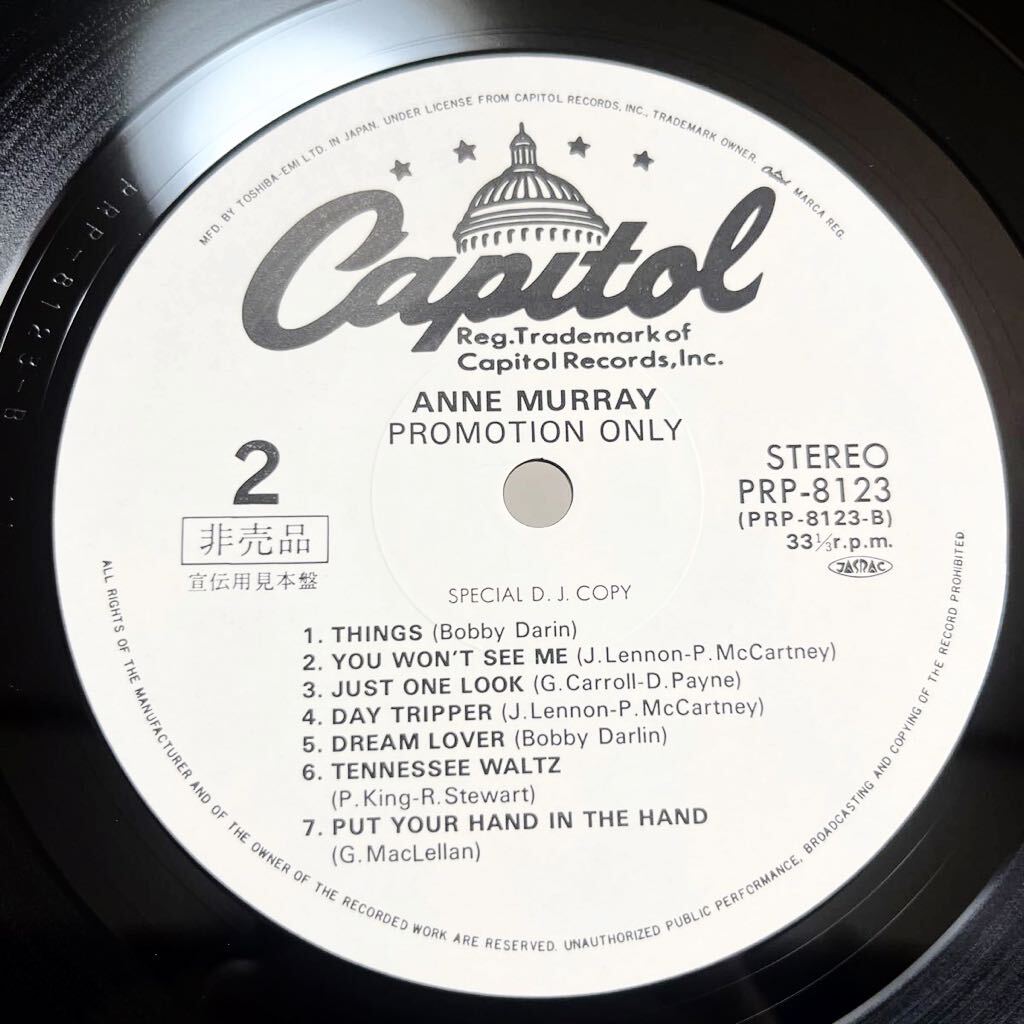 MFD. BY TOSHIBA-EMI LTD. IN JAPAN. UNDER LICENSE FROM CAPITOL RECORDS, INC., TRADEMARK OWNER. Capitol MARCA REG.
Capitol
Reg.Trademark of
Capitol Records,Inc.
ANNE MURRAY
PROMOTION ONLY
2
非売品
宣伝用見本盤
STEREO
PRP-8123
(PRP-8123-B)
33⅓r.p.m.
JASRAC
SPECIAL D. J. COPY
1. THINGS (Bobby Darin)
2. YOU WON'T SEE ME (J.Lennon-P.McCartney)
3. JUST ONE LOOK (G.Carroll-D.Payne)
4. DAY TRIPPER (J.Lennon-P.McCartney)
5. DREAM LOVER (Bobby Darlin)
6. TENNESSEE WALTZ
(P.King-R.Stewart)
7. PUT YOUR HAND IN THE HAND
(G.MacLellan)
ALL RIGHTS OF THE MANUFACTURER AND OF THE OWNER OF THE RECORDED WORK ARE RESERVED. UNAUTHORIZED PUBLIC PERFORMANCE, BROADCASTING AND COPYING OF THE RECORD PROHIBITED
PRP-8123-B